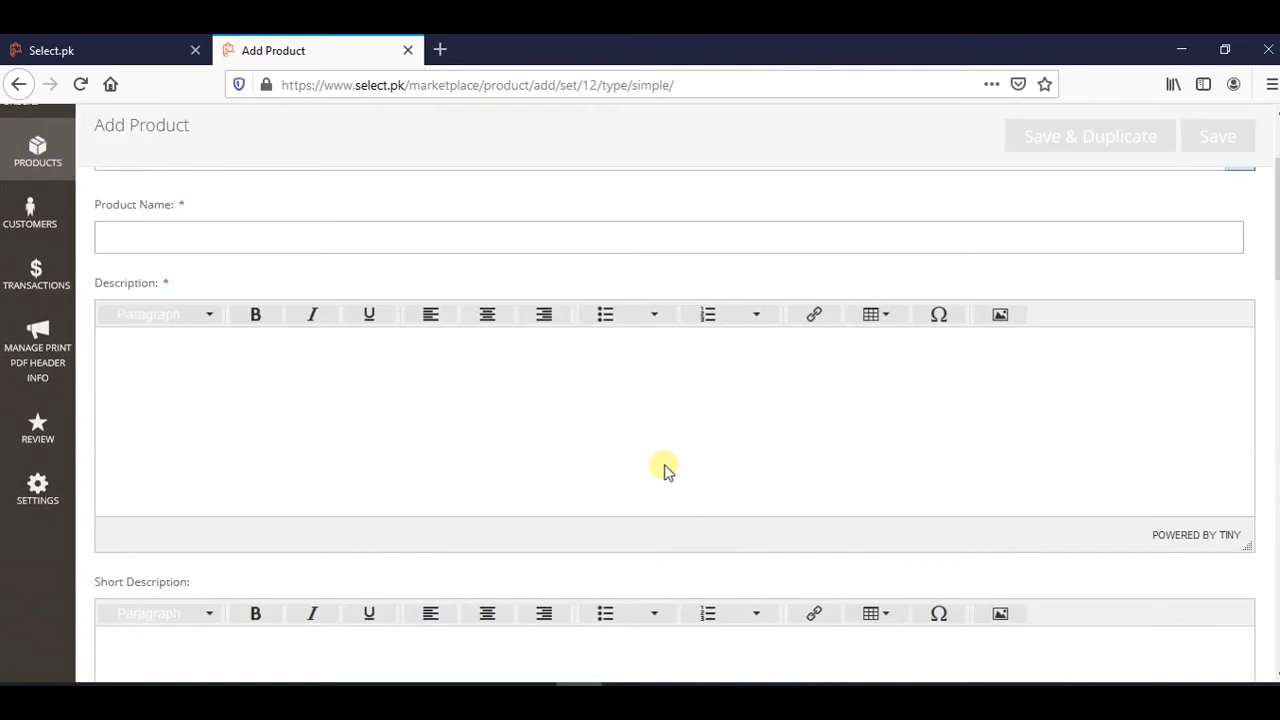 Select.pk
Add Product
https://www.select.pk/marketplace/product/add/set/12/type/simple/
Add Product
Save & Duplicate
Save
PRODUCTS
CUSTOMERS
TRANSACTIONS
MANAGE PRINT
PDF HEADER
INFO
REVIEW
SETTINGS
Product Name: *
Description: *
Paragraph
B
I
U
Ω
POWERED BY TINY
Short Description:
Paragraph
B
I
U
Ω